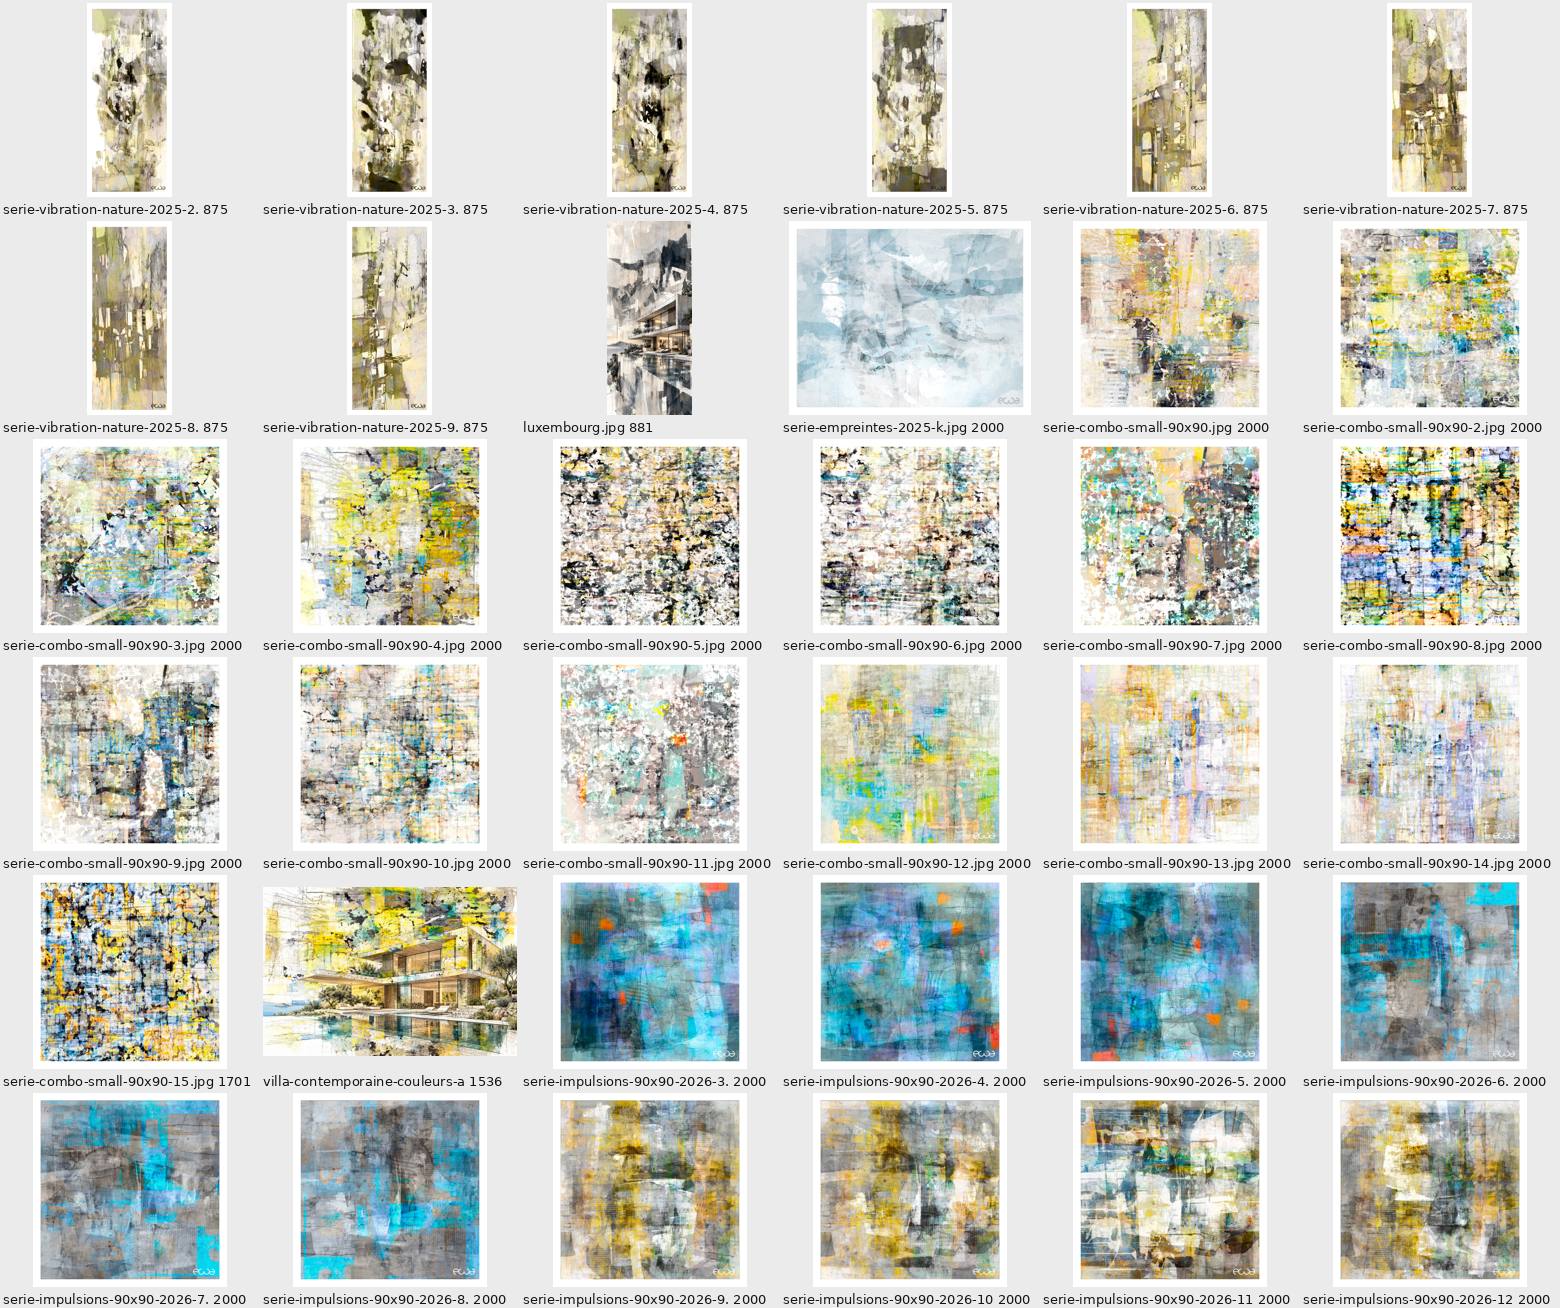 serie-vibration-nature-2025-2. 875
serie-vibration-nature-2025-3. 875
serie-vibration-nature-2025-4. 875
serie-vibration-nature-2025-5. 875
serie-vibration-nature-2025-6. 875
serie-vibration-nature-2025-7. 875
serie-vibration-nature-2025-8. 875
serie-vibration-nature-2025-9. 875
luxembourg.jpg 881
serie-empreintes-2025-k.jpg 2000
serie-combo-small-90x90.jpg 2000
serie-combo-small-90x90-2.jpg 2000
serie-combo-small-90x90-3.jpg 2000
serie-combo-small-90x90-4.jpg 2000
serie-combo-small-90x90-5.jpg 2000
serie-combo-small-90x90-6.jpg 2000
serie-combo-small-90x90-7.jpg 2000
serie-combo-small-90x90-8.jpg 2000
serie-combo-small-90x90-9.jpg 2000
serie-combo-small-90x90-10.jpg 2000
serie-combo-small-90x90-11.jpg 2000
serie-combo-small-90x90-12.jpg 2000
serie-combo-small-90x90-13.jpg 2000
serie-combo-small-90x90-14.jpg 2000
serie-combo-small-90x90-15.jpg 1701
villa-contemporaine-couleurs-a 1536
serie-impulsions-90x90-2026-3. 2000
serie-impulsions-90x90-2026-4. 2000
serie-impulsions-90x90-2026-5. 2000
serie-impulsions-90x90-2026-6. 2000
serie-impulsions-90x90-2026-7. 2000
serie-impulsions-90x90-2026-8. 2000
serie-impulsions-90x90-2026-9. 2000
serie-impulsions-90x90-2026-10 2000
serie-impulsions-90x90-2026-11 2000
serie-impulsions-90x90-2026-12 2000